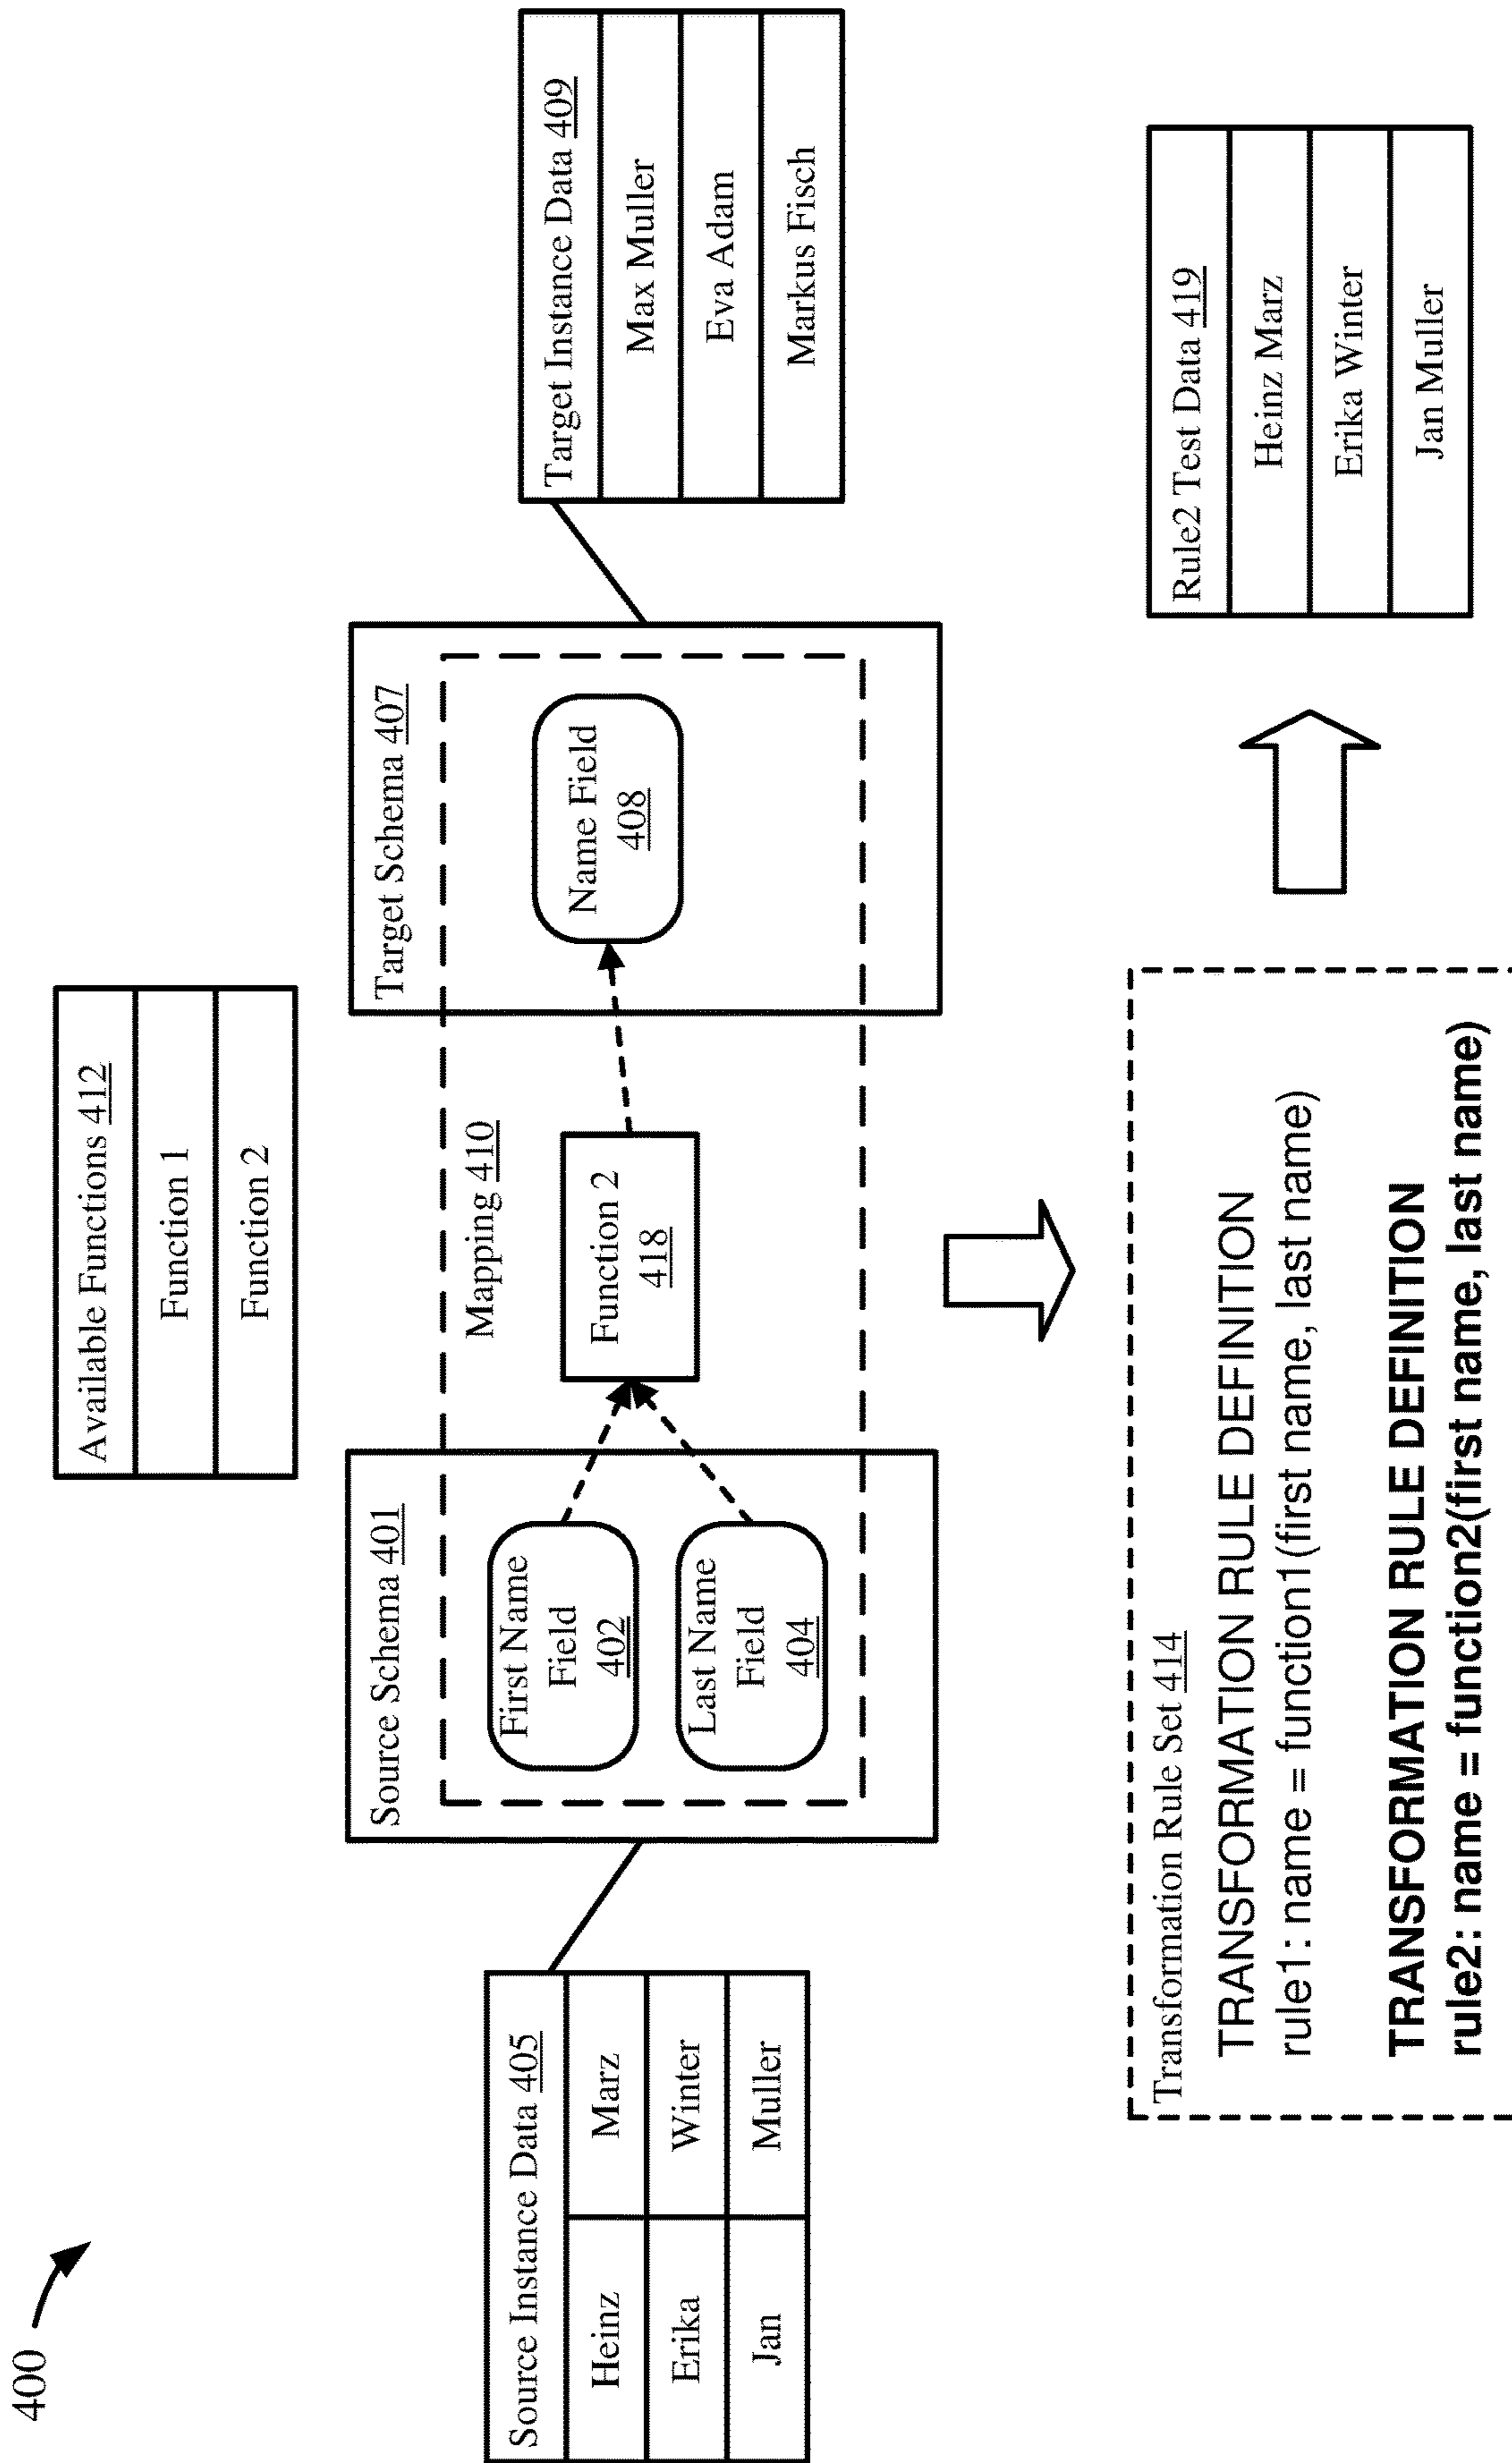 400
Available Functions 412
Function 1
Function 2
Source Instance Data 405
Heinz Marz
Erika Winter
Jan Muller
Source Schema 401
First Name
Field
402
Last Name
Field
404
Mapping 410
Function 2
418
Target Schema 407
Name Field
408
Target Instance Data 409
Max Muller
Eva Adam
Markus Fisch
Transformation Rule Set 414
TRANSFORMATION RULE DEFINITION
rule1: name = function1(first name, last name)
TRANSFORMATION RULE DEFINITION
rule2: name = function2(first name, last name)
Rule2 Test Data 419
Heinz Marz
Erika Winter
Jan Muller